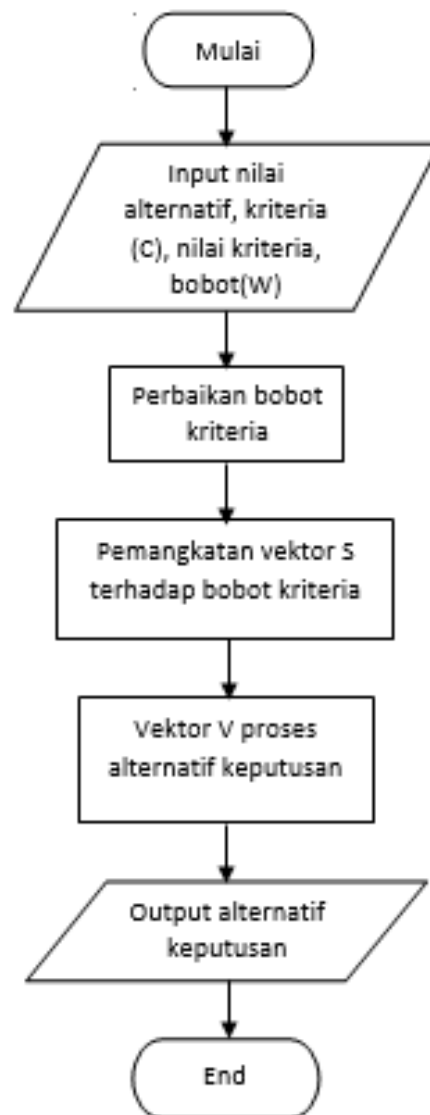 Mulai
Input nilai
alternatif, kriteria
(C), nilai kriteria,
bobot(W)
Perbaikan bobot
kriteria
Pemangkatan vektor S
terhadap bobot kriteria
Vektor V proses
alternatif keputusan
Output alternatif
keputusan
End